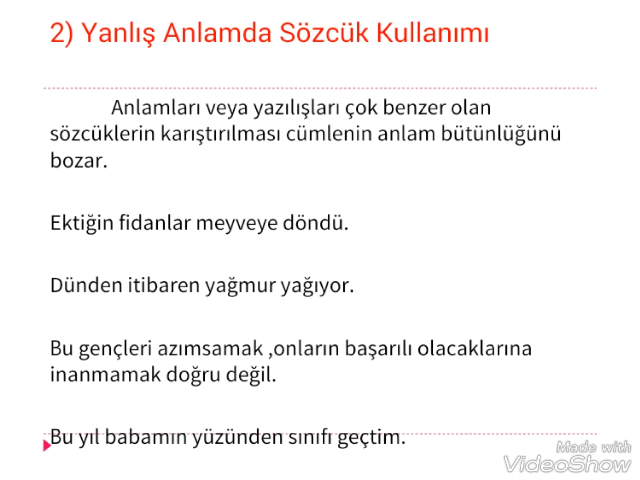 2) Yanlış Anlamda Sözcük Kullanımı
Anlamları veya yazılışları çok benzer olan
sözcüklerin karıştırılması cümlenin anlam bütünlüğünü
bozar.
Ektiğin fidanlar meyveye döndü.
Dünden itibaren yağmur yağıyor.
Bu gençleri azımsamak ,onların başarılı olacaklarına
inanmamak doğru değil.
Bu yıl babamın yüzünden sınıfı geçtim.
Made with
VideoShow